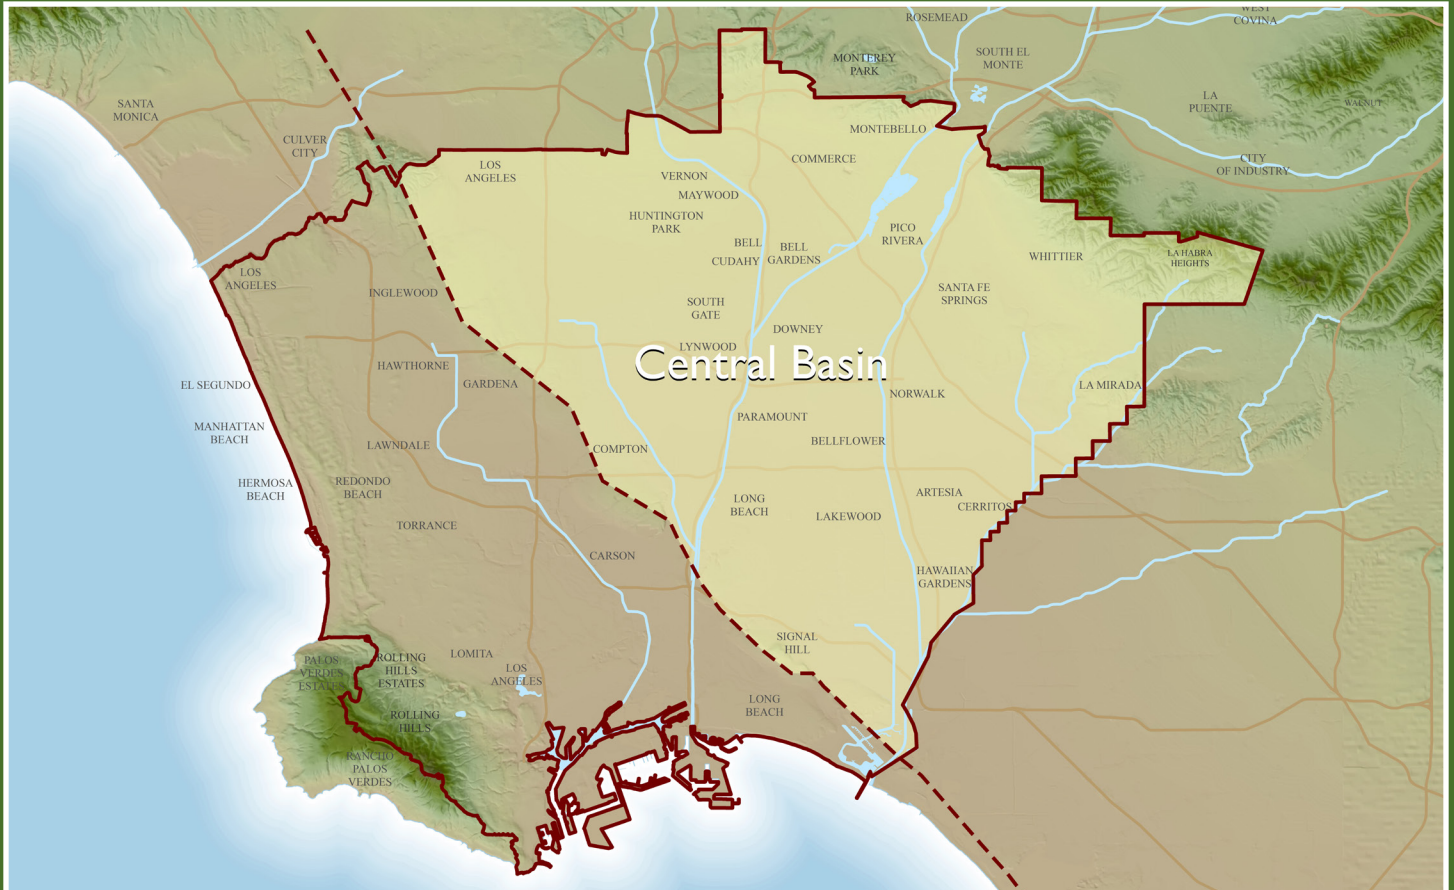 ROSEMEAD
WEST
COVINA
MONTEREY
PARK
SOUTH EL
MONTE
SANTA
MONICA
LA
PUENTE
WALNUT
CULVER
CITY
MONTEBELLO
LOS
ANGELES
COMMERCE
CITY
OF INDUSTRY
VERNON
MAYWOOD
HUNTINGTON
PARK
PICO
RIVERA
BELL
BELL
GARDENS
CUDAHY
WHITTIER
LA HABRA
HEIGHTS
LOS
ANGELES
INGLEWOOD
SANTA FE
SPRINGS
SOUTH
GATE
DOWNEY
LYNWOOD
Central Basin
HAWTHORNE
GARDENA
EL SEGUNDO
LA MIRADA
NORWALK
PARAMOUNT
MANHATTAN
BEACH
LAWNDALE
COMPTON
BELLFLOWER
HERMOSA
BEACH
REDONDO
BEACH
LONG
BEACH
ARTESIA
CERRITOS
LAKEWOOD
TORRANCE
CARSON
HAWAIIAN
GARDENS
SIGNAL
HILL
LOMITA
PALOS
VERDES
ESTATES
ROLLING
HILLS
ESTATES
LOS
ANGELES
LONG
BEACH
ROLLING
HILLS
RANCHO
PALOS
VERDES